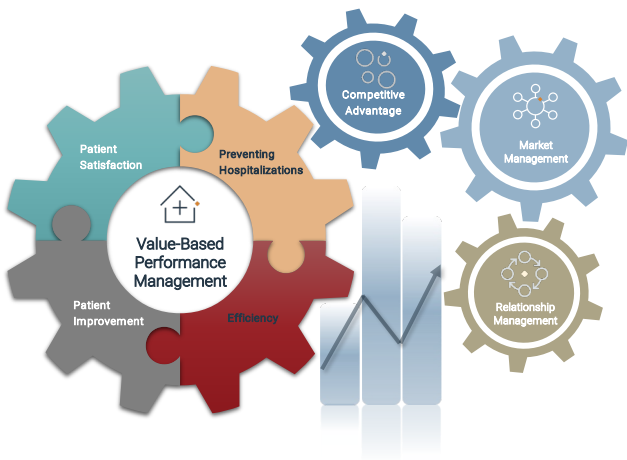 Patient
Satisfaction
Preventing
Hospitalizations
Value-Based
Performance
Management
Patient
Improvement
Efficiency
Competitive
Advantage
Market
Management
Relationship
Management